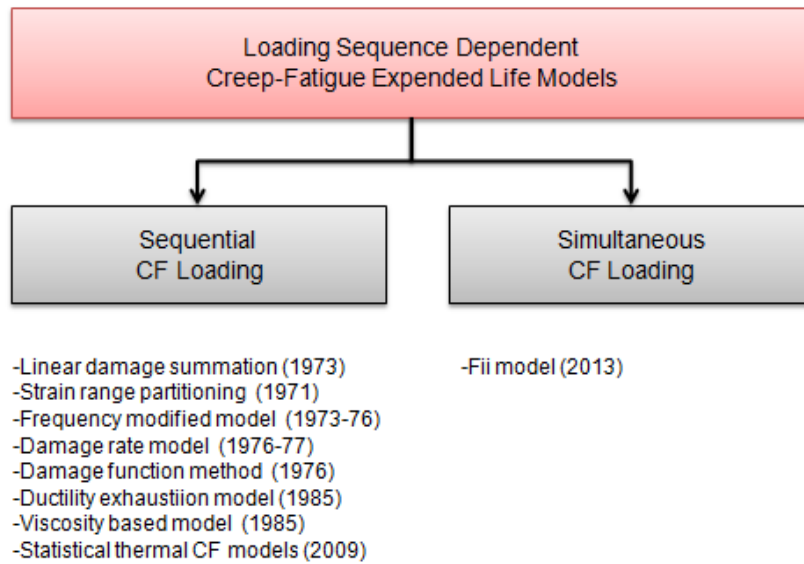 Loading Sequence Dependent
Creep-Fatigue Expended Life Models
Sequential
CF Loading
Simultaneous
CF Loading
-Linear damage summation (1973)
-Strain range partitioning (1971)
-Frequency modified model (1973-76)
-Damage rate model (1976-77)
-Damage function method (1976)
-Ductility exhaustiion model (1985)
-Viscosity based model (1985)
-Statistical thermal CF models (2009)
-Fii model (2013)